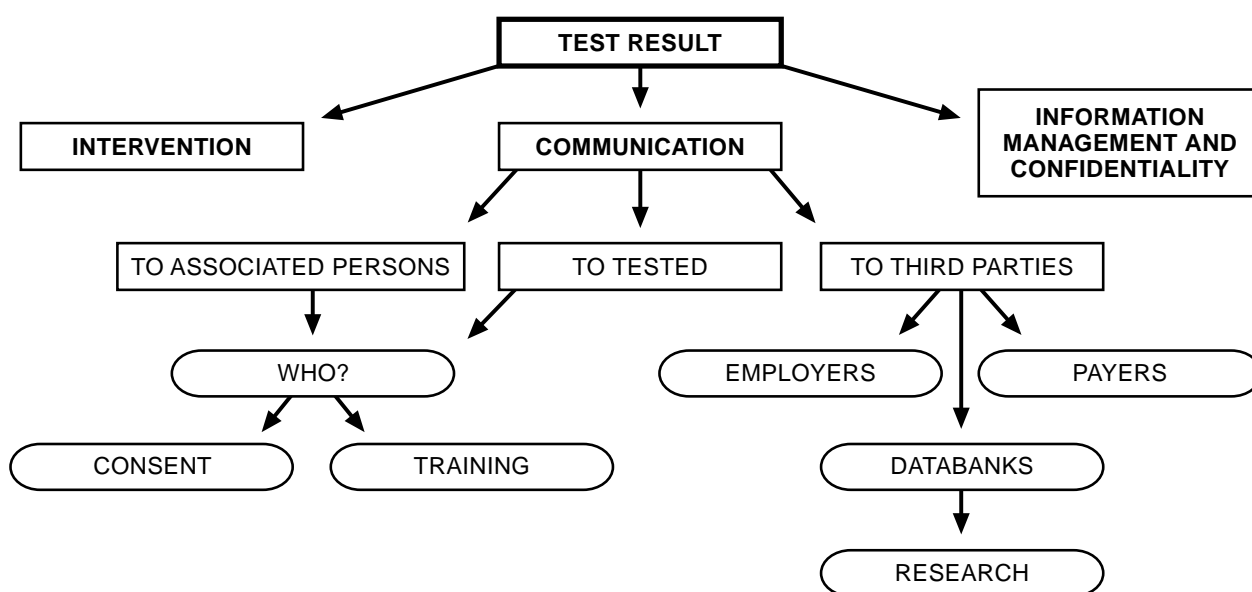 TEST RESULT
INTERVENTION
COMMUNICATION
INFORMATION
MANAGEMENT AND
CONFIDENTIALITY
TO ASSOCIATED PERSONS
TO TESTED
TO THIRD PARTIES
WHO?
EMPLOYERS
PAYERS
CONSENT
TRAINING
DATABANKS
RESEARCH